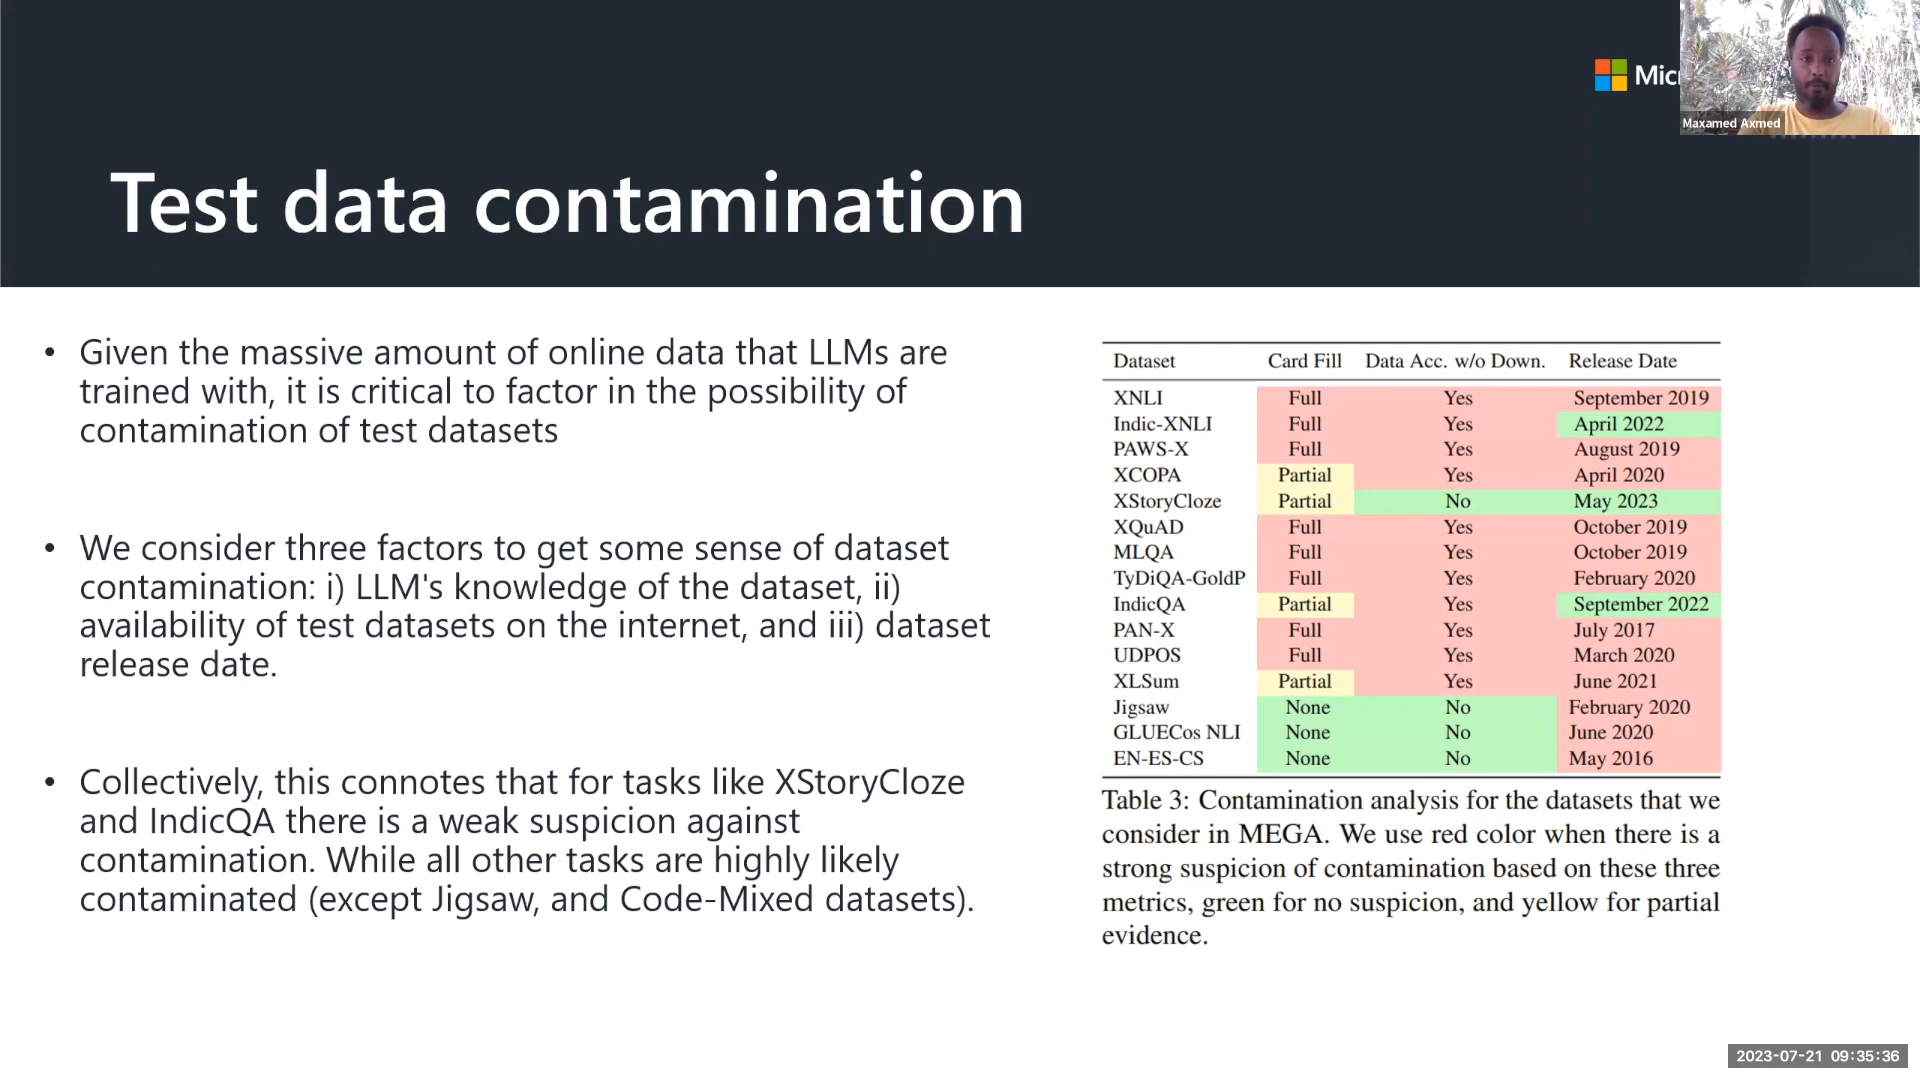 Mic
Maxamed Axmed
Test data contamination
• Given the massive amount of online data that LLMs are
trained with, it is critical to factor in the possibility of
contamination of test datasets
• We consider three factors to get some sense of dataset
contamination: i) LLM's knowledge of the dataset, ii)
availability of test datasets on the internet, and iii) dataset
release date.
• Collectively, this connotes that for tasks like XStoryCloze
and IndicQA there is a weak suspicion against
contamination. While all other tasks are highly likely
contaminated (except Jigsaw, and Code-Mixed datasets).
Dataset Card Fill Data Acc. w/o Down. Release Date
XNLI Full Yes September 2019
Indic-XNLI Full Yes April 2022
PAWS-X Full Yes August 2019
XCOPA Partial Yes April 2020
XStoryCloze Partial No May 2023
XQuAD Full Yes October 2019
MLQA Full Yes October 2019
TyDiQA-GoldP Full Yes February 2020
IndicQA Partial Yes September 2022
PAN-X Full Yes July 2017
UDPOS Full Yes March 2020
XLSum Partial Yes June 2021
Jigsaw None No February 2020
GLUECos NLI None No June 2020
EN-ES-CS None No May 2016
Table 3: Contamination analysis for the datasets that we
consider in MEGA. We use red color when there is a
strong suspicion of contamination based on these three
metrics, green for no suspicion, and yellow for partial
evidence.
2023-07-21 09:35:36